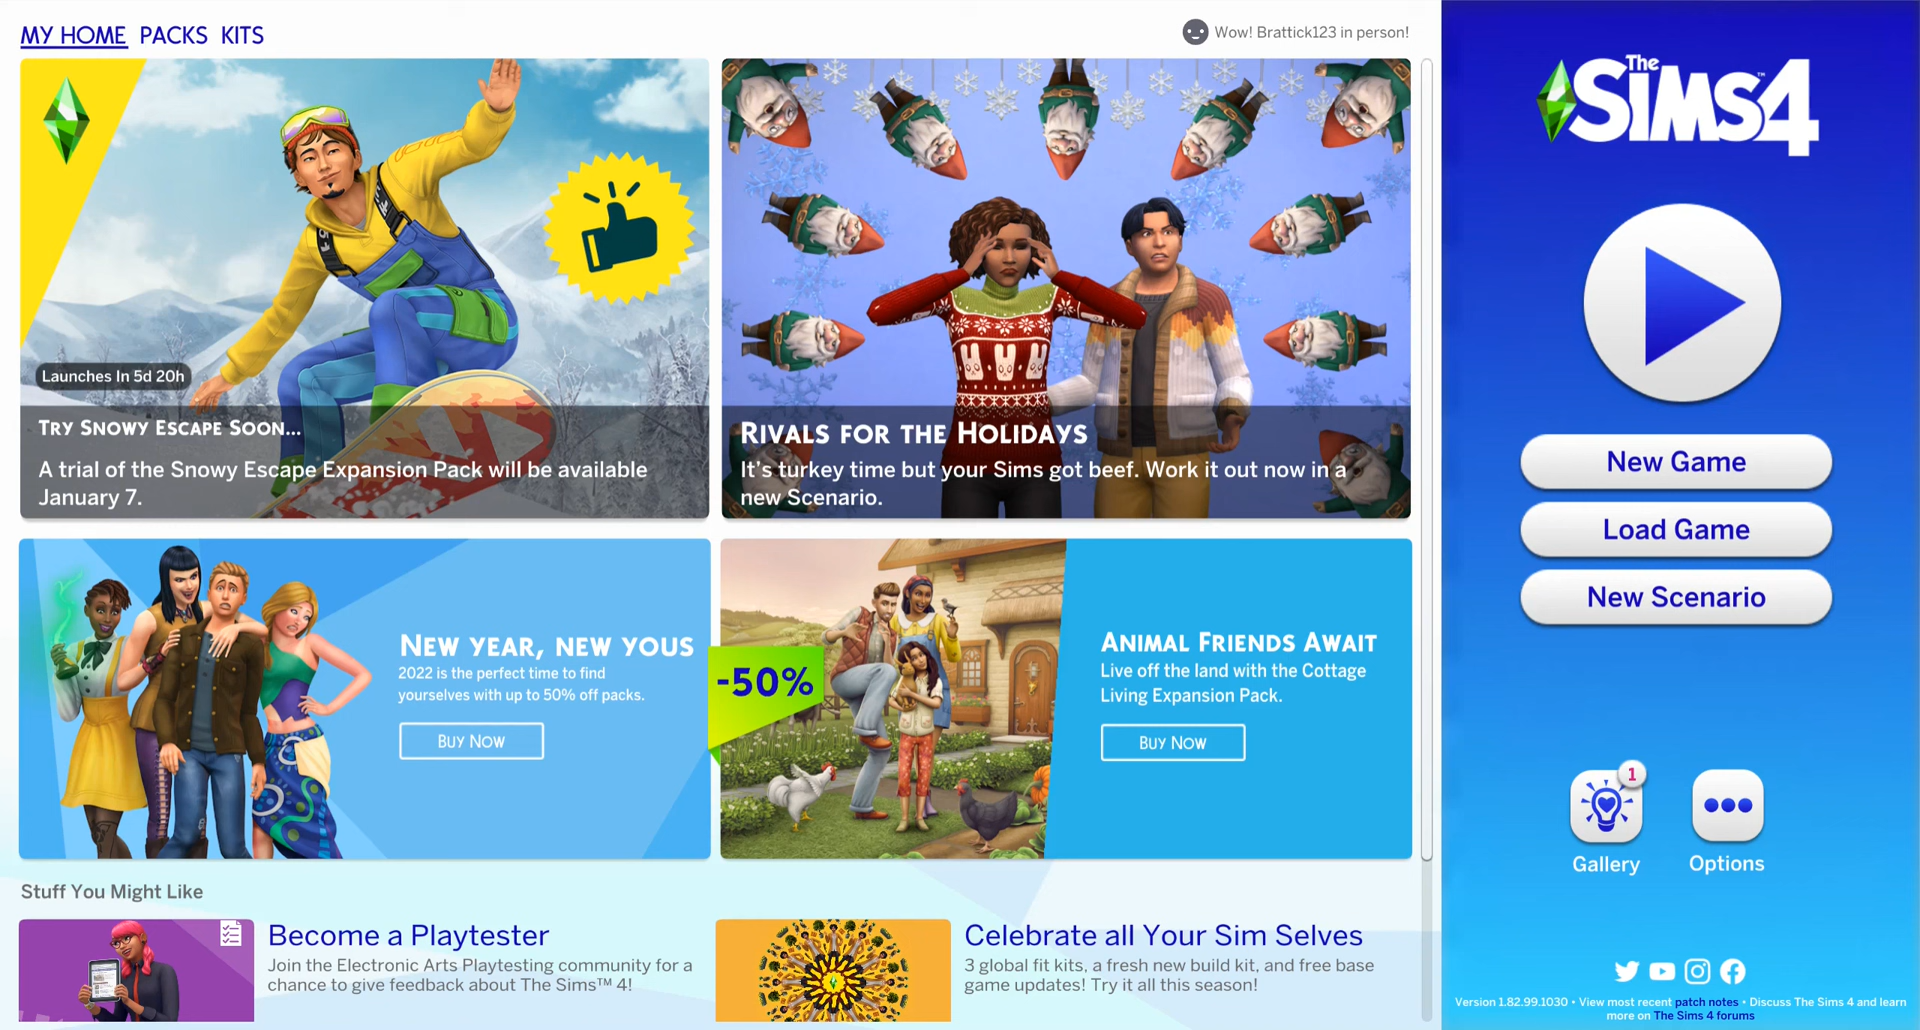 MY HOME PACKS KITS
Wow! Brattick123 in person!
Launches In 5d 20h
TRY SNOWY ESCAPE SOON...
A trial of the Snowy Escape Expansion Pack will be available
January 7.
RIVALS FOR THE HOLIDAYS
It's turkey time but your Sims got beef. Work it out now in a
new Scenario.
NEW YEAR, NEW YOUS
2022 is the perfect time to find
yourselves with up to 50% off packs.
BUY NOW
-50%
ANIMAL FRIENDS AWAIT
Live off the land with the Cottage
Living Expansion Pack.
BUY NOW
Stuff You Might Like
Become a Playtester
Join the Electronic Arts Playtesting community for a
chance to give feedback about The Sims™ 4!
Celebrate all Your Sim Selves
3 global fit kits, a fresh new build kit, and free base
game updates! Try it all this season!
The
SIMS 4™
New Game
Load Game
New Scenario
1
Gallery
Options
Version 1.82.99.1030 • View most recent patch notes • Discuss The Sims 4 and learn
more on The Sims 4 forums